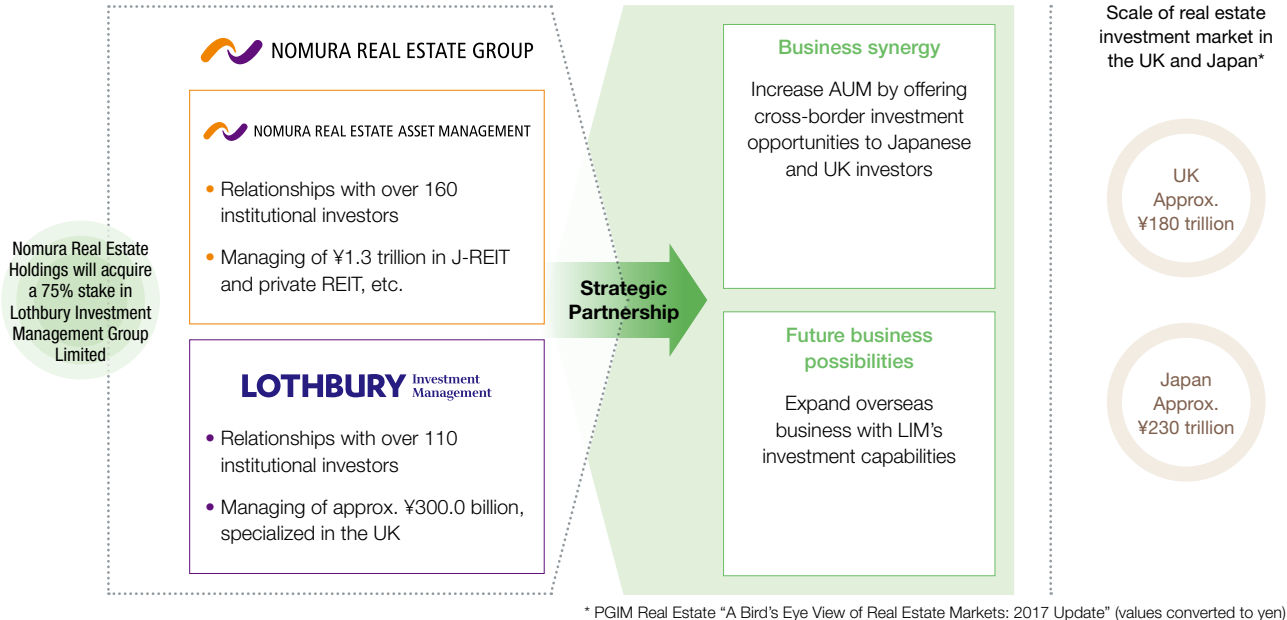 Nomura Real Estate
Holdings will acquire
a 75% stake in
Lothbury Investment
Management Group
Limited
NOMURA REAL ESTATE GROUP
NOMURA REAL ESTATE ASSET MANAGEMENT
• Relationships with over 160
institutional investors
• Managing of ¥1.3 trillion in J-REIT
and private REIT, etc.
LOTHBURY Investment
Management
• Relationships with over 110
institutional investors
• Managing of approx. ¥300.0 billion,
specialized in the UK
Strategic
Partnership
Business synergy
Increase AUM by offering
cross-border investment
opportunities to Japanese
and UK investors
Future business
possibilities
Expand overseas
business with LIM's
investment capabilities
Scale of real estate
investment market in
the UK and Japan*
UK
Approx.
¥180 trillion
Japan
Approx.
¥230 trillion
* PGIM Real Estate “A Bird’s Eye View of Real Estate Markets: 2017 Update” (values converted to yen)